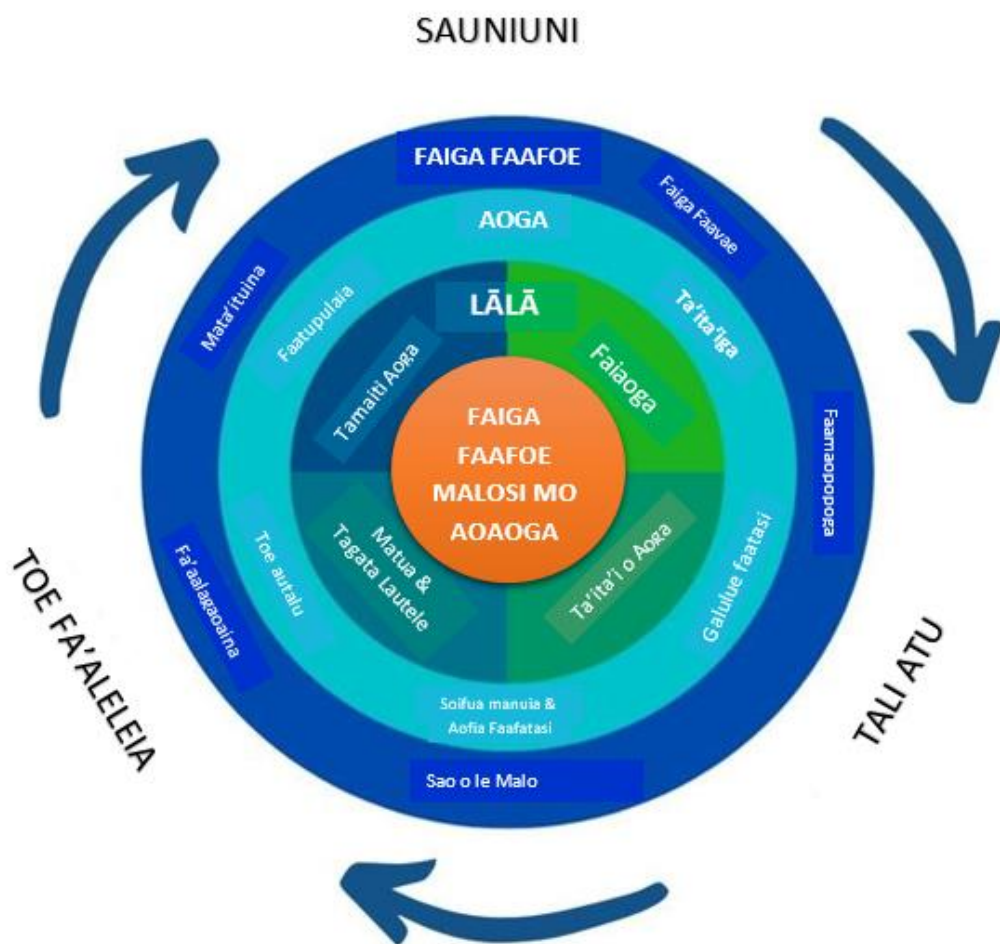 SAUNIUNI
FAIGA FAAFOE
Faiga Faavae
Faamaopopoga
Sao o le Malo
Fa'aalagaoaina
Mata'ituina
AOGA
Ta'ita'iga
Galulue faatasi
Soifua manuia &
Aofia Faafatasi
Toe autalu
Faatupulaia
LĀLĀ
Faiaoga
Ta'ita'i o Aoga
Matua &
Tagata Lautele
Tamaiti Aoga
FAIGA
FAAFOE
MALOSI MO
AOAOGA
TALI ATU
TOE FA'ALELEIA